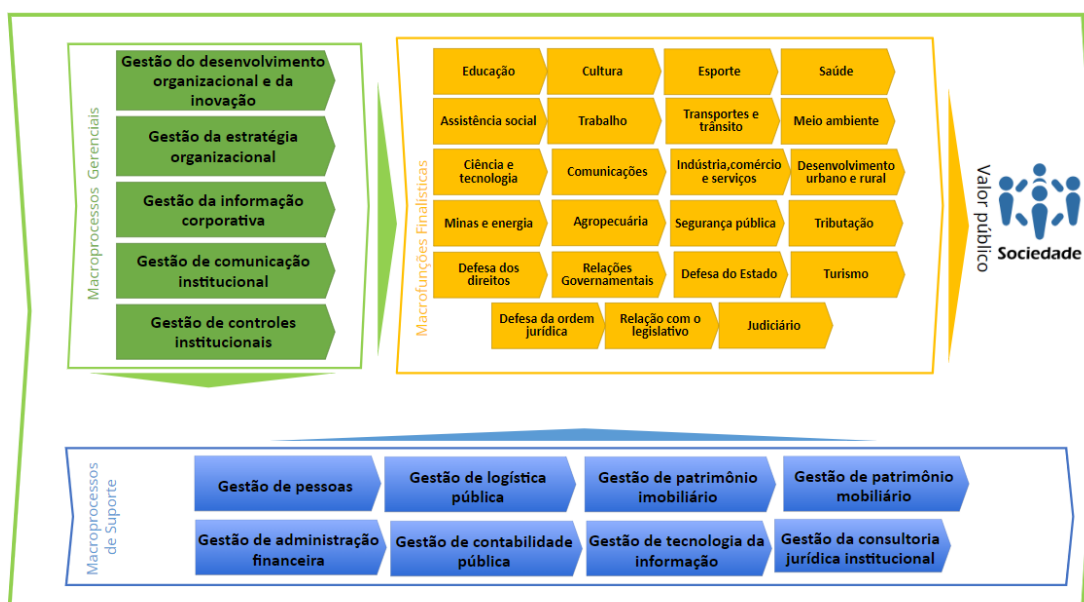 Macroprocessos Gerenciais
Gestão do desenvolvimento
organizacional e da
inovação
Gestão da estratégia
organizacional
Gestão da informação
corporativa
Gestão de comunicação
institucional
Gestão de controles
institucionais
Macrofunções Finalísticas
Educação
Cultura
Esporte
Saúde
Assistência social
Trabalho
Transportes e
trânsito
Meio ambiente
Ciência e
tecnologia
Comunicações
Indústria,comércio
e serviços
Desenvolvimento
urbano e rural
Minas e energia
Agropecuária
Segurança pública
Tributação
Defesa dos
direitos
Relações
Governamentais
Defesa do Estado
Turismo
Defesa da ordem
jurídica
Relação com o
legislativo
Judiciário
Valor público
Sociedade
Macroprocessos
de Suporte
Gestão de pessoas
Gestão de logística
pública
Gestão de patrimônio
imobiliário
Gestão de patrimônio
mobiliário
Gestão de administração
financeira
Gestão de contabilidade
pública
Gestão de tecnologia da
informação
Gestão da consultoria
jurídica institucional